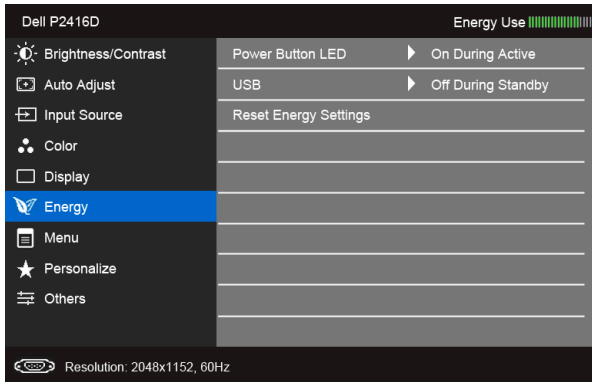 Dell P2416D
Energy Use
Brightness/Contrast
Power Button LED
On During Active
Auto Adjust
USB
Off During Standby
Input Source
Reset Energy Settings
Color
Display
Energy
Menu
Personalize
Others
Resolution: 2048x1152, 60Hz